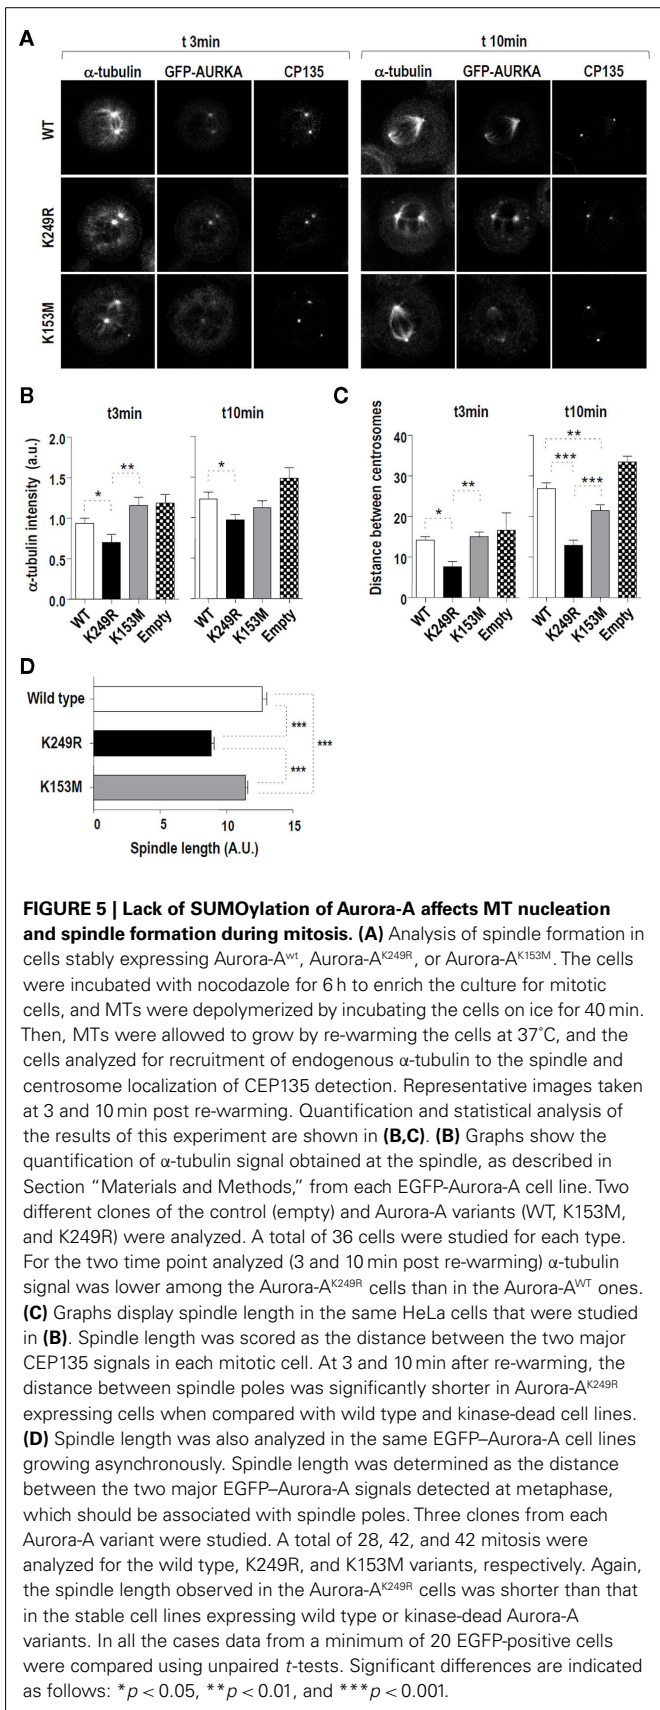 A
t 3min
t 10min
α-tubulin GFP-AURKA CP135
α-tubulin GFP-AURKA CP135
WT
K249R
K153M
B
t3min
t10min
α-tubulin intensity (a.u.)
2.0
1.5
1.0
0.5
0.0
* **
*
WT K249R K153M Empty
WT K249R K153M Empty
C
t3min
t10min
Distance between centrosomes
40
30
20
10
0
* **
**
*** ***
WT K249R K153M Empty
WT K249R K153M Empty
D
Wild type
K249R
K153M
***
***
***
0 5 10 15
Spindle length (A.U.)
FIGURE 5 | Lack of SUMOylation of Aurora-A affects MT nucleation
and spindle formation during mitosis. (A) Analysis of spindle formation in
cells stably expressing Aurora-Awt, Aurora-AK249R, or Aurora-AK153M. The cells
were incubated with nocodazole for 6 h to enrich the culture for mitotic
cells, and MTs were depolymerized by incubating the cells on ice for 40 min.
Then, MTs were allowed to grow by re-warming the cells at 37°C, and the
cells analyzed for recruitment of endogenous α-tubulin to the spindle and
centrosome localization of CEP135 detection. Representative images taken
at 3 and 10 min post re-warming. Quantification and statistical analysis of
the results of this experiment are shown in (B,C). (B) Graphs show the
quantification of α-tubulin signal obtained at the spindle, as described in
Section “Materials and Methods,” from each EGFP-Aurora-A cell line. Two
different clones of the control (empty) and Aurora-A variants (WT, K153M,
and K249R) were analyzed. A total of 36 cells were studied for each type.
For the two time point analyzed (3 and 10 min post re-warming) α-tubulin
signal was lower among the Aurora-AK249R cells than in the Aurora-AWT ones.
(C) Graphs display spindle length in the same HeLa cells that were studied
in (B). Spindle length was scored as the distance between the two major
CEP135 signals in each mitotic cell. At 3 and 10 min after re-warming, the
distance between spindle poles was significantly shorter in Aurora-AK249R
expressing cells when compared with wild type and kinase-dead cell lines.
(D) Spindle length was also analyzed in the same EGFP–Aurora-A cell lines
growing asynchronously. Spindle length was determined as the distance
between the two major EGFP–Aurora-A signals detected at metaphase,
which should be associated with spindle poles. Three clones from each
Aurora-A variant were studied. A total of 28, 42, and 42 mitosis were
analyzed for the wild type, K249R, and K153M variants, respectively. Again,
the spindle length observed in the Aurora-AK249R cells was shorter than that
in the stable cell lines expressing wild type or kinase-dead Aurora-A
variants. In all the cases data from a minimum of 20 EGFP-positive cells
were compared using unpaired t-tests. Significant differences are indicated
as follows: *p < 0.05, **p < 0.01, and ***p < 0.001.